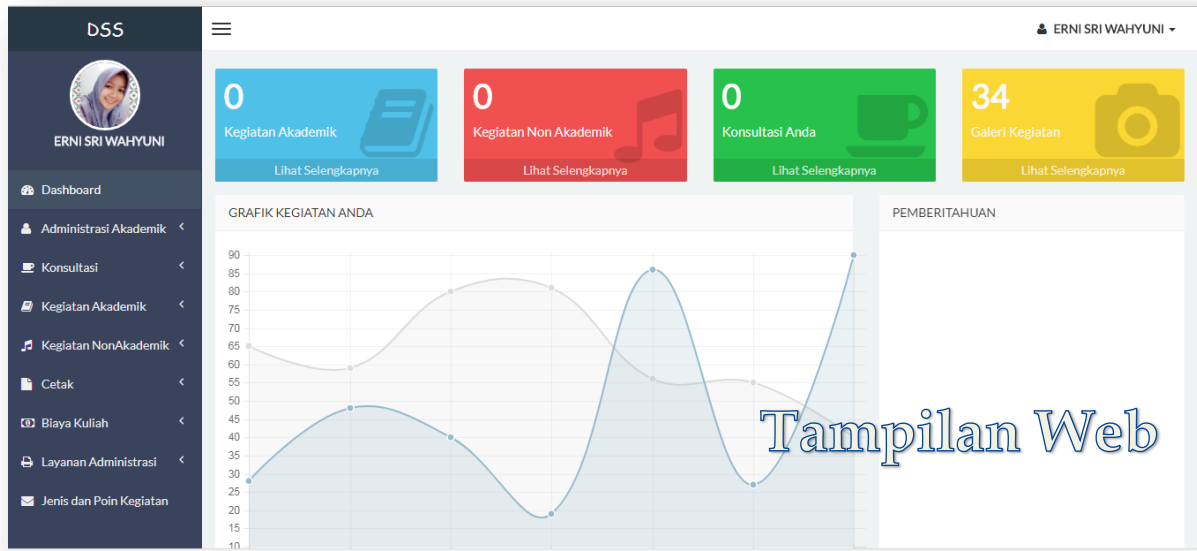 DSS
ERNI SRI WAHYUNI
ERNI SRI WAHYUNI
Dashboard
Administrasi Akademik
Konsultasi
Kegiatan Akademik
Kegiatan NonAkademik
Cetak
Biaya Kuliah
Layanan Administrasi
Jenis dan Poin Kegiatan
0
Kegiatan Akademik
Lihat Selengkapnya
0
Kegiatan Non Akademik
Lihat Selengkapnya
0
Konsultasi Anda
Lihat Selengkapnya
34
Galeri Kegiatan
Lihat Selengkapnya
GRAFIK KEGIATAN ANDA
90
85
80
75
70
65
60
55
50
45
40
35
30
25
20
15
10
PEMBERITAHUAN
Tampilan Web